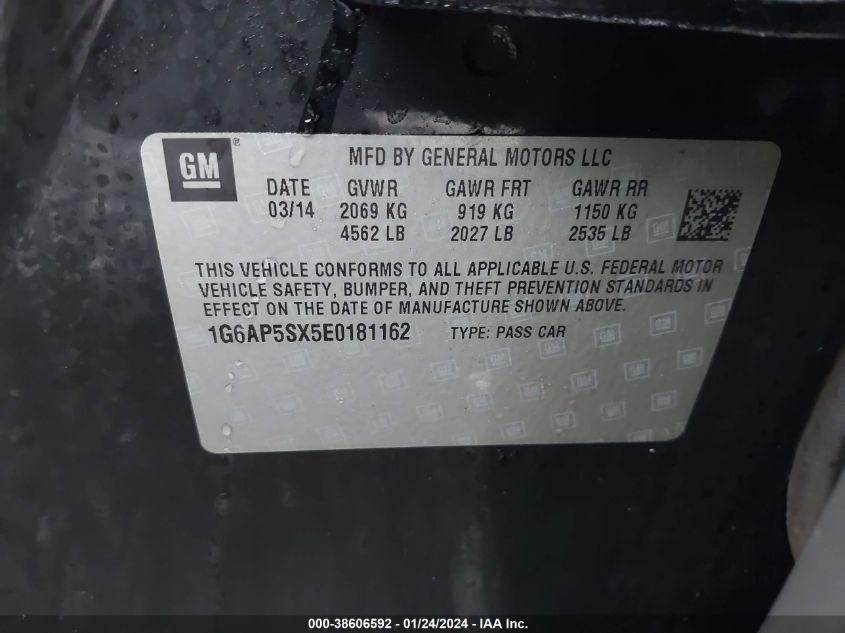 GM ®
MFD BY GENERAL MOTORS LLC
DATE GVWR GAWR FRT GAWR RR
03/14 2069 KG 919 KG 1150 KG
4562 LB 2027 LB 2535 LB
THIS VEHICLE CONFORMS TO ALL APPLICABLE U.S. FEDERAL MOTOR
VEHICLE SAFETY, BUMPER, AND THEFT PREVENTION STANDARDS IN
EFFECT ON THE DATE OF MANUFACTURE SHOWN ABOVE.
1G6AP5SX5E0181162 TYPE: PASS CAR
000-38606592 - 01/24/2024 - IAA Inc.